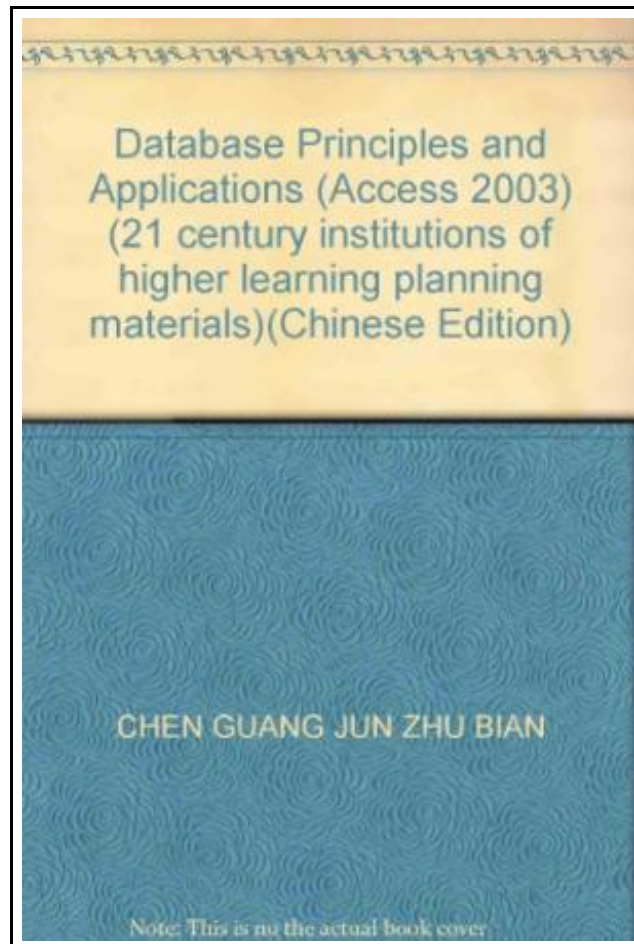 Database Principles and
Applications (Access 2003)
(21 century institutions of
higher learning planning
materials)(Chinese Edition)
CHEN GUANG JUN ZHU BIAN
Note: This is no the actual book cover